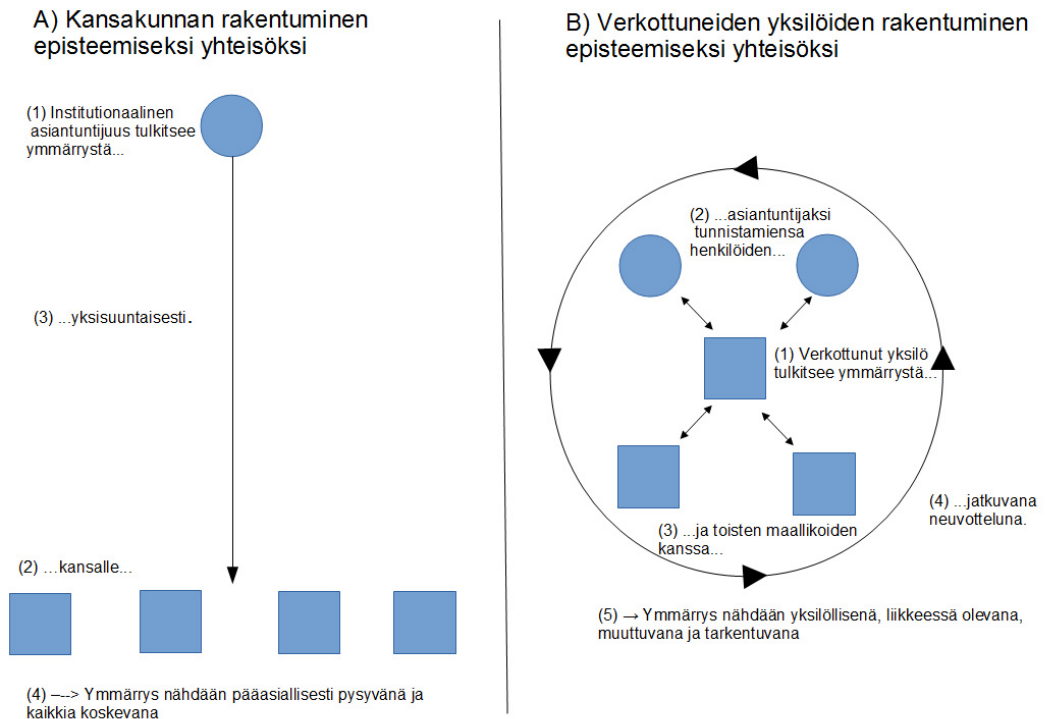 A) Kansakunnan rakentuminen
episteemiseksi yhteisöksi
(1) Institutionaalinen
asiantuntijuus tulkitsee
ymmärrystä...
(3) ...yksisuuntaisesti.
(2) ...kansalle...
(4) –--> Ymmärrys nähdään pääasiallisesti pysyvänä ja
kaikkia koskevana
B) Verkottuneiden yksilöiden rakentuminen
episteemiseksi yhteisöksi
(2) ...asiantuntijaksi
tunnistamiensa
henkilöiden...
(1) Verkottunut yksilö
tulkitsee ymmärrystä...
(3) ...ja toisten maallikoiden
kanssa...
(4) ...jatkuvana
neuvotteluna.
(5) → Ymmärrys nähdään yksilöllisenä, liikkeessä olevana,
muuttuvana ja tarkentuvana